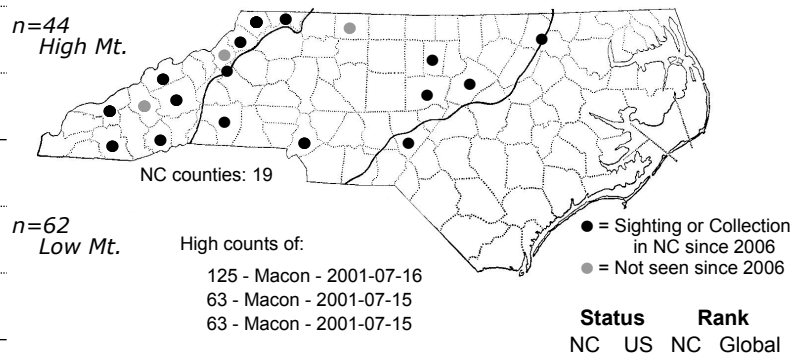 n=44
High Mt.
NC counties: 19
n=62
Low Mt.
High counts of:
125 - Macon - 2001-07-16
63 - Macon - 2001-07-15
63 - Macon - 2001-07-15
= Sighting or Collection
in NC since 2006
= Not seen since 2006
Status Rank
NC US NC Global